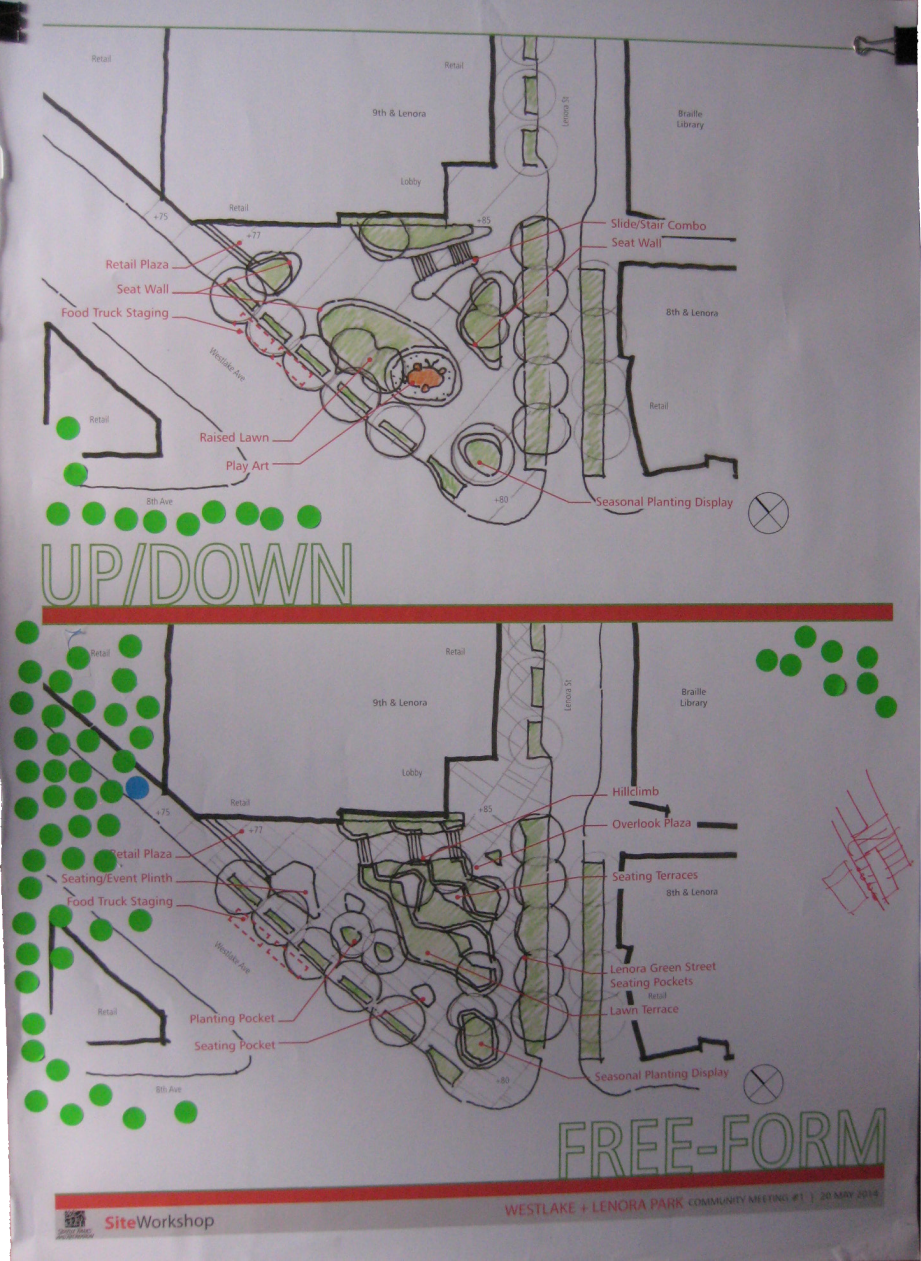 Retail
Retail
9th & Lenora
Lenora St
Braille
Library
Lobby
Retail
+75
+77
+85
Slide/Stair Combo
Seat Wall
Retail Plaza
Seat Wall
Food Truck Staging
8th & Lenora
Westlake Ave
Retail
Retail
Raised Lawn
Play Art
8th Ave
+80
Seasonal Planting Display
UP/DOWN
Retail
Retail
9th & Lenora
Lenora St
Braille
Library
Lobby
Retail
+75
+77
+85
Hillclimb
Overlook Plaza
Retail Plaza
Seating/Event Plinth
Food Truck Staging
Seating Terraces
8th & Lenora
Westlake Ave
Lenora Green Street
Seating Pockets
Retail
Lawn Terrace
Retail
Planting Pocket
Seating Pocket
8th Ave
+80
Seasonal Planting Display
FREE-FORM
SiteWorkshop
WESTLAKE + LENORA PARK COMMUNITY MEETING #1 | 20 MAY 2014